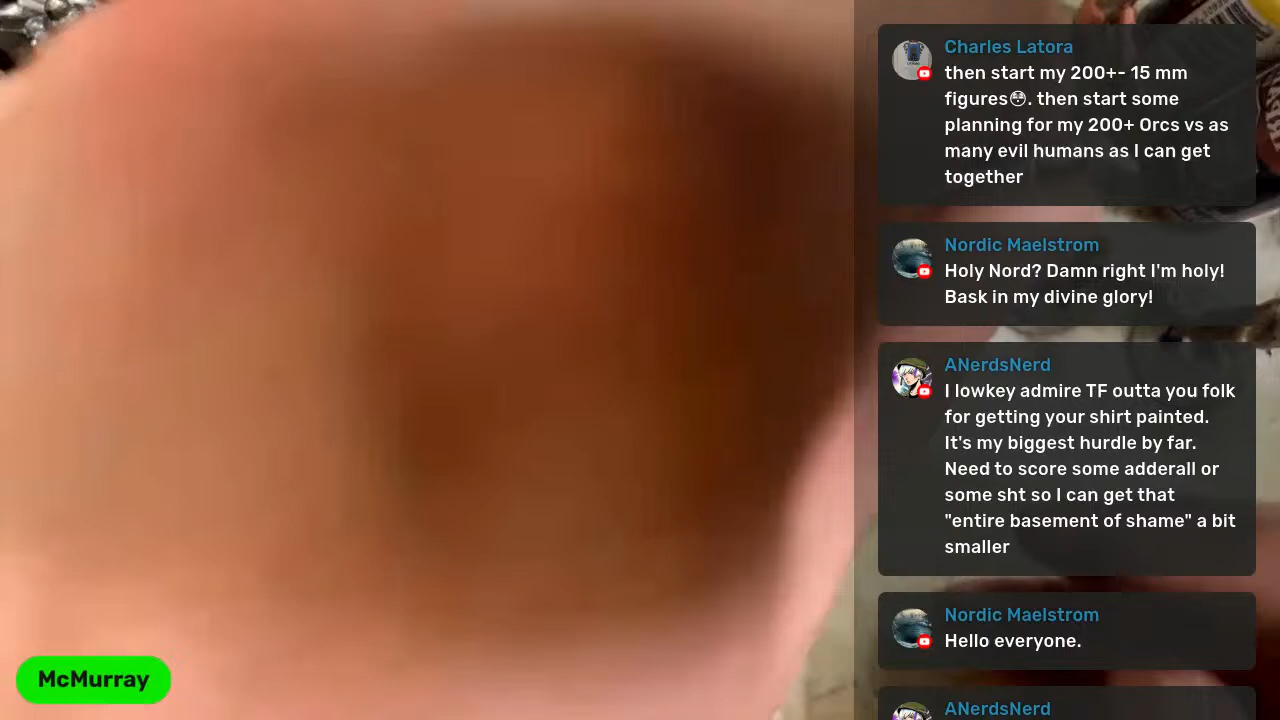 Charles Latora
then start my 200+- 15 mm
figures😳. then start some
planning for my 200+ Orcs vs as
many evil humans as I can get
together
Nordic Maelstrom
Holy Nord? Damn right I'm holy!
Bask in my divine glory!
ANerdsNerd
I lowkey admire TF outta you folk
for getting your shirt painted.
It's my biggest hurdle by far.
Need to score some adderall or
some sht so I can get that
"entire basement of shame" a bit
smaller
Nordic Maelstrom
Hello everyone.
McMurray
ANerdsNerd